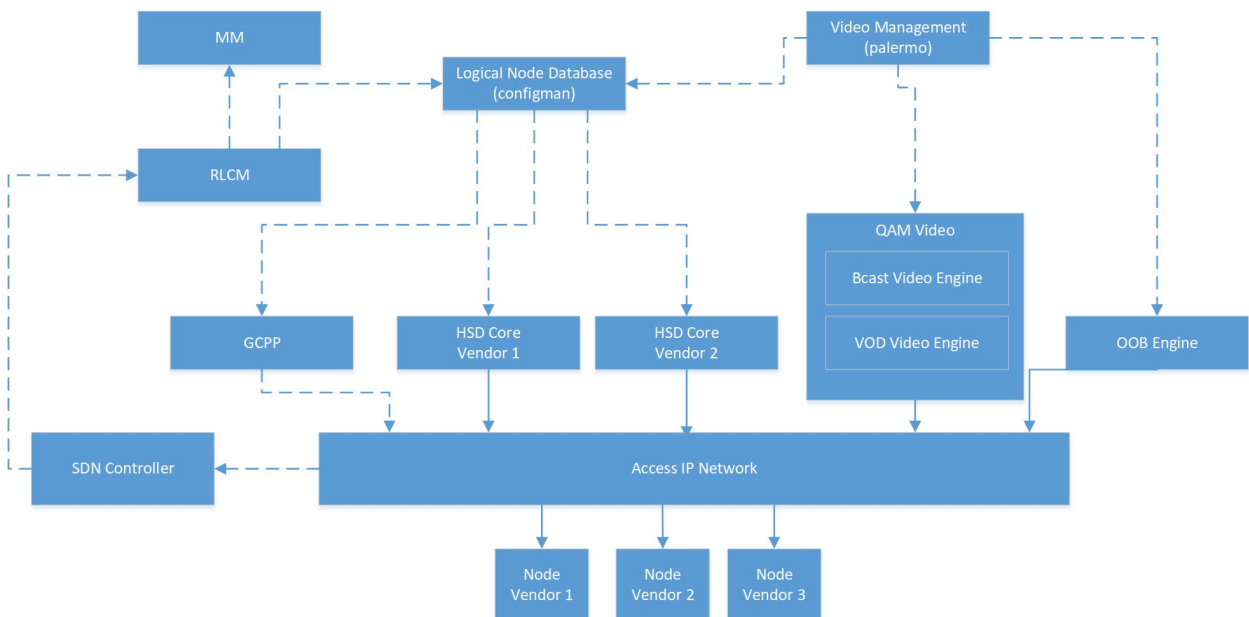 MM
Video Management
(palermo)
Logical Node Database
(configman)
RLCM
QAM Video
Bcast Video Engine
VOD Video Engine
GCPP
HSD Core
Vendor 1
HSD Core
Vendor 2
OOB Engine
SDN Controller
Access IP Network
Node
Vendor 1
Node
Vendor 2
Node
Vendor 3